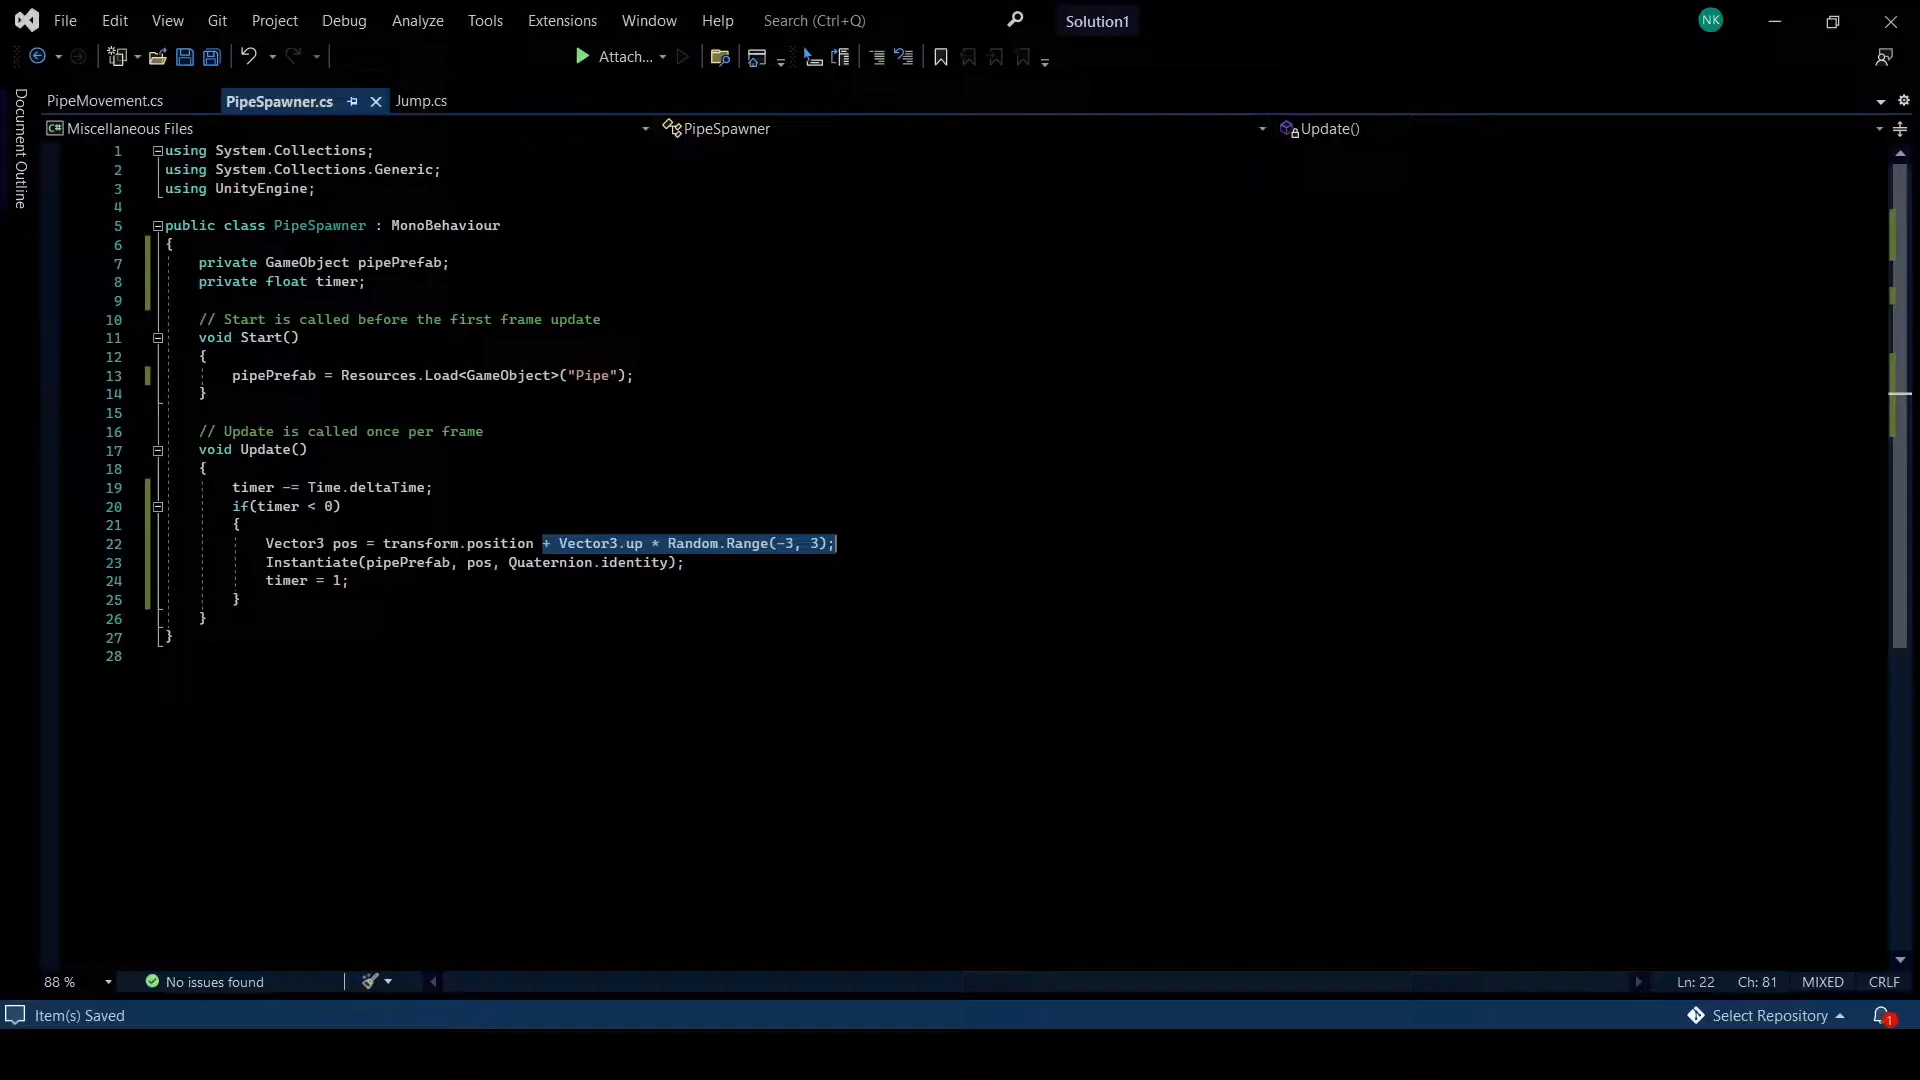 File Edit View Git Project Debug Analyze Tools Extensions Window Help Search (Ctrl+Q) Solution1 NK
Attach...
Document Outline
PipeMovement.cs PipeSpawner.cs Jump.cs
C# Miscellaneous Files PipeSpawner Update()
1 using System.Collections;
2 using System.Collections.Generic;
3 using UnityEngine;
4
5 public class PipeSpawner : MonoBehaviour
6 {
7 private GameObject pipePrefab;
8 private float timer;
9
10 // Start is called before the first frame update
11 void Start()
12 {
13 pipePrefab = Resources.Load<GameObject>("Pipe");
14 }
15
16 // Update is called once per frame
17 void Update()
18 {
19 timer -= Time.deltaTime;
20 if(timer < 0)
21 {
22 Vector3 pos = transform.position + Vector3.up * Random.Range(-3, 3);
23 Instantiate(pipePrefab, pos, Quaternion.identity);
24 timer = 1;
25 }
26 }
27 }
28
88 % No issues found Ln: 22 Ch: 81 MIXED CRLF
Item(s) Saved Select Repository 1